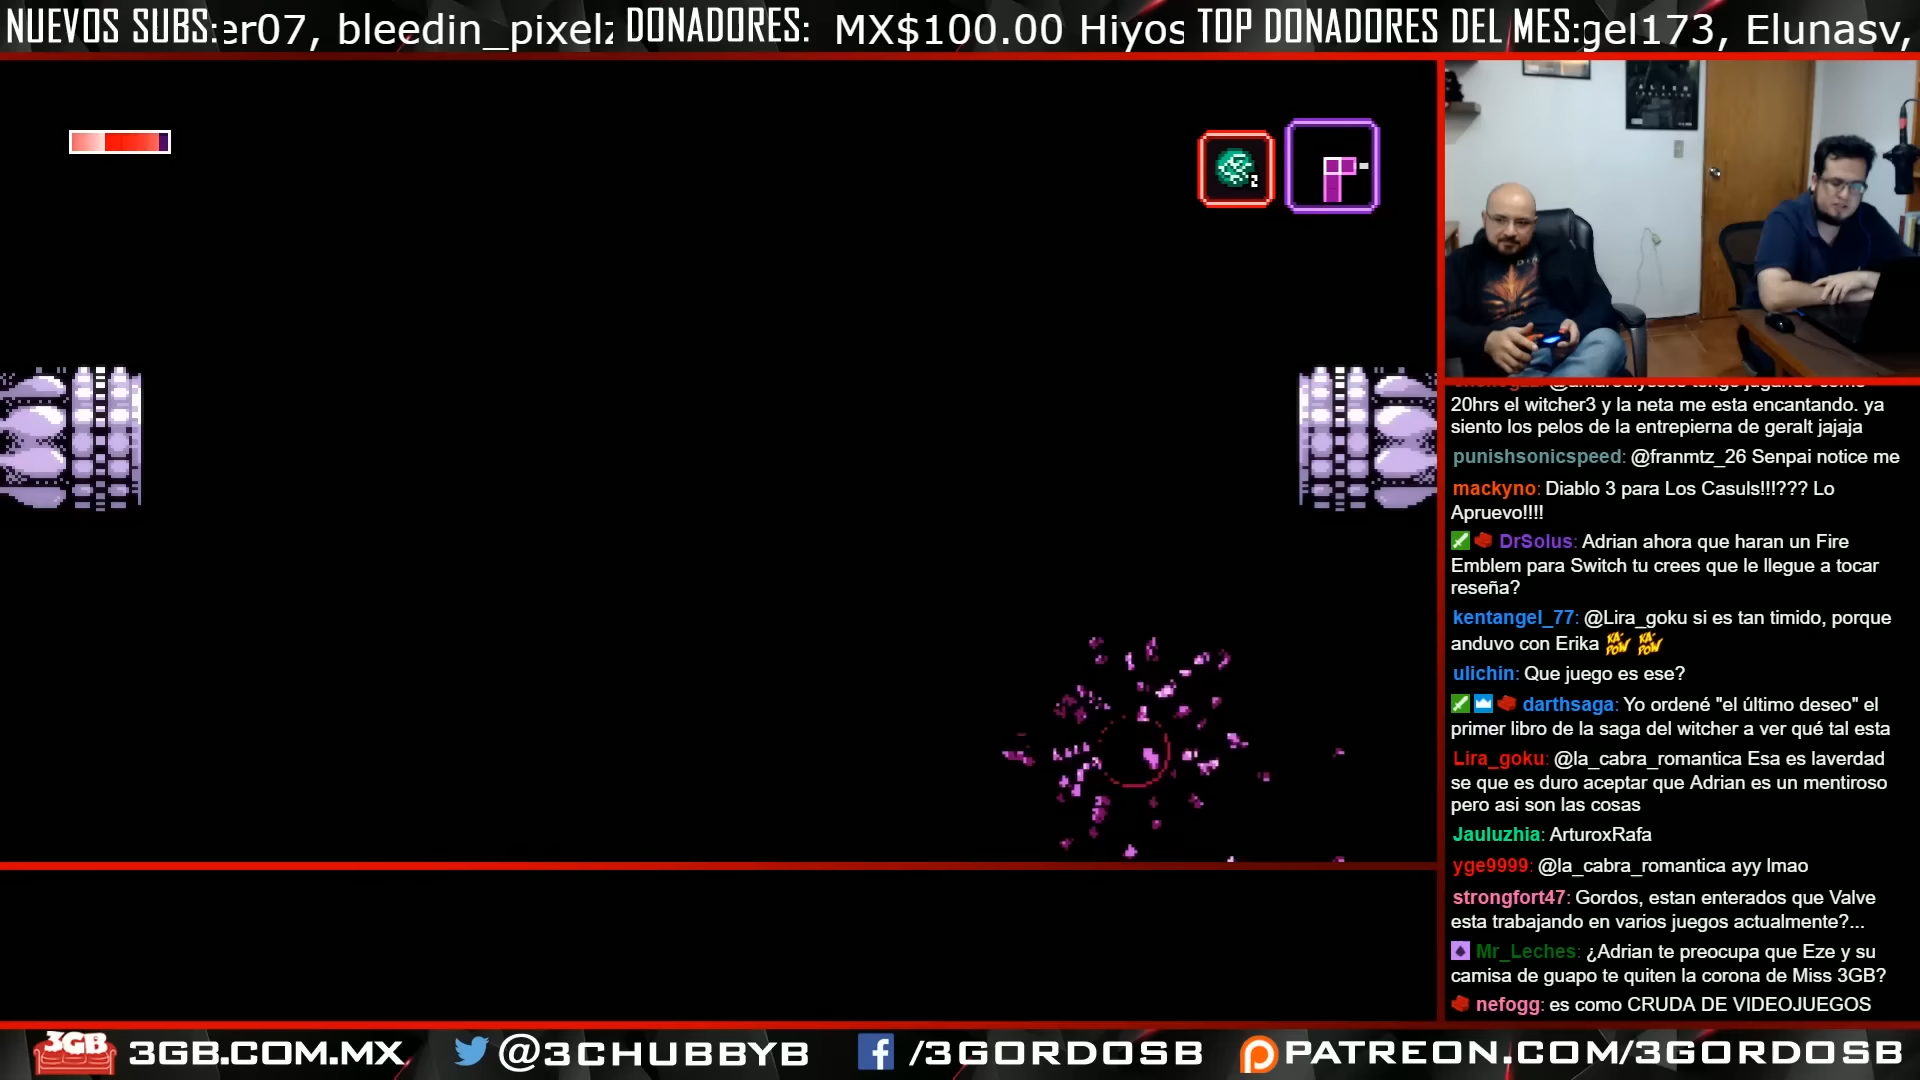 NUEVOS SUBS: er07, bleedin_pixelz DONADORES: MX$100.00 Hiyos TOP DONADORES DEL MES: gel173, Elunasv,
ALIEN
2
20hrs el witcher3 y la neta me esta encantando. ya
siento los pelos de la entrepierna de geralt jajaja
punishsonicspeed: @franmtz_26 Senpai notice me
mackyno: Diablo 3 para Los Casuls!!!??? Lo
Apruevo!!!!
DrSolus: Adrian ahora que haran un Fire
Emblem para Switch tu crees que le llegue a tocar
reseña?
kentangel_77: @Lira_goku si es tan timido, porque
anduvo con Erika KA POW KA POW
ulichin: Que juego es ese?
darthsaga: Yo ordené "el último deseo" el
primer libro de la saga del witcher a ver qué tal esta
Lira_goku: @la_cabra_romantica Esa es laverdad
se que es duro aceptar que Adrian es un mentiroso
pero asi son las cosas
Jauluzhia: ArturoxRafa
yge9999: @la_cabra_romantica ayy lmao
strongfort47: Gordos, estan enterados que Valve
esta trabajando en varios juegos actualmente?...
Mr_Leches: ¿Adrian te preocupa que Eze y su
camisa de guapo te quiten la corona de Miss 3GB?
nefogg: es como CRUDA DE VIDEOJUEGOS
3GB 3GB.COM.MX @3CHUBBYB /3GORDOSB PATREON.COM/3GORDOSB